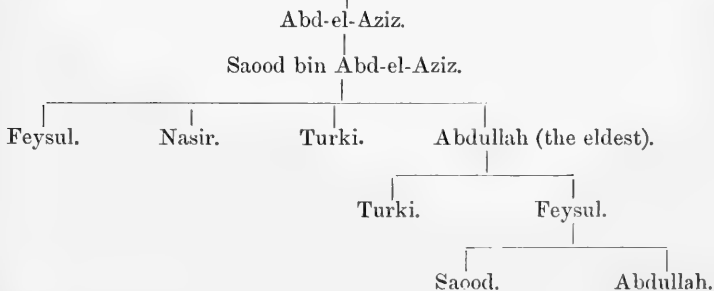 Abd-el-Aziz.
Saood bin Abd-el-Aziz.
Feysul. Nasir. Turki. Abdullah (the eldest).
Turki. Feysul.
Saood. Abdullah.